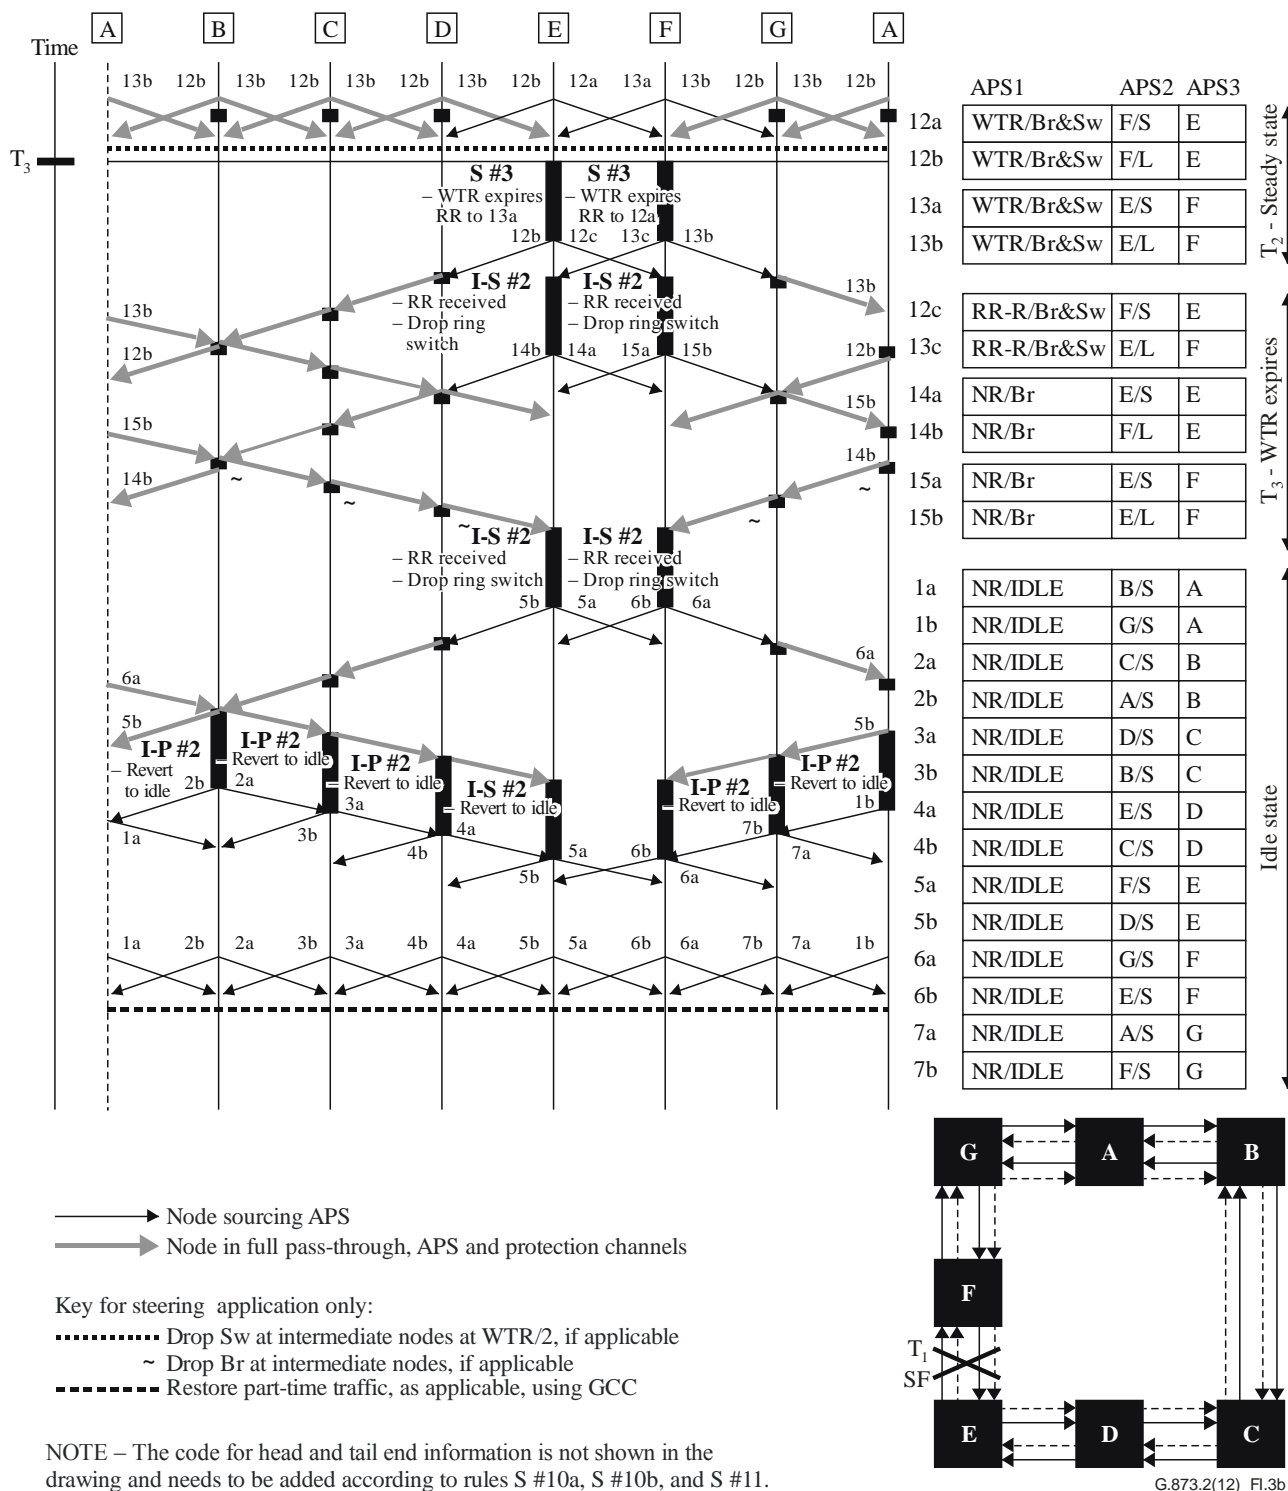 A B C D E F G A
Time
13b 12b 13b 12b 13b 12b 13b 12b 12a 13a 13b 12b 13b 12b
APS1 APS2 APS3
12a WTR/Br&Sw F/S E
12b WTR/Br&Sw F/L E
13a WTR/Br&Sw E/S F
13b WTR/Br&Sw E/L F
T2 - Steady state
T3
S #3
– WTR expires
RR to 13a
S #3
– WTR expires
RR to 12a
12b 12c 13c 13b
I-S #2
– RR received
– Drop ring
switch
I-S #2
– RR received
– Drop ring switch
13b
13b
12b
12b
14b 14a 15a 15b
12c RR-R/Br&Sw F/S E
13c RR-R/Br&Sw E/L F
14a NR/Br E/S E
14b NR/Br F/L E
15a NR/Br E/S F
15b NR/Br E/L F
T3 - WTR expires
15b
15b
14b
14b
~ ~ ~ ~ ~
I-S #2
– RR received
– Drop ring switch
I-S #2
– RR received
– Drop ring switch
5b 5a 6b 6a
6a
6a
5b
5b
I-P #2
– Revert
to idle
I-P #2
– Revert to idle
I-P #2
– Revert to idle
I-S #2
– Revert to idle
I-P #2
– Revert to idle
I-P #2
– Revert to idle
2b 2a
3a
1b
1a
3b
4a
7b
4b
5a
6b
7a
5b
6a
1a 2b 2a 3b 3a 4b 4a 5b 5a 6b 6a 7b 7a 1b
1a NR/IDLE B/S A
1b NR/IDLE G/S A
2a NR/IDLE C/S B
2b NR/IDLE A/S B
3a NR/IDLE D/S C
3b NR/IDLE B/S C
4a NR/IDLE E/S D
4b NR/IDLE C/S D
5a NR/IDLE F/S E
5b NR/IDLE D/S E
6a NR/IDLE G/S F
6b NR/IDLE E/S F
7a NR/IDLE A/S G
7b NR/IDLE F/S G
Idle state
G A B
F
T1
SF
E D C
Node sourcing APS
Node in full pass-through, APS and protection channels
Key for steering application only:
Drop Sw at intermediate nodes at WTR/2, if applicable
~ Drop Br at intermediate nodes, if applicable
Restore part-time traffic, as applicable, using GCC
NOTE – The code for head and tail end information is not shown in the
drawing and needs to be added according to rules S #10a, S #10b, and S #11.
G.873.2(12)_FI.3b